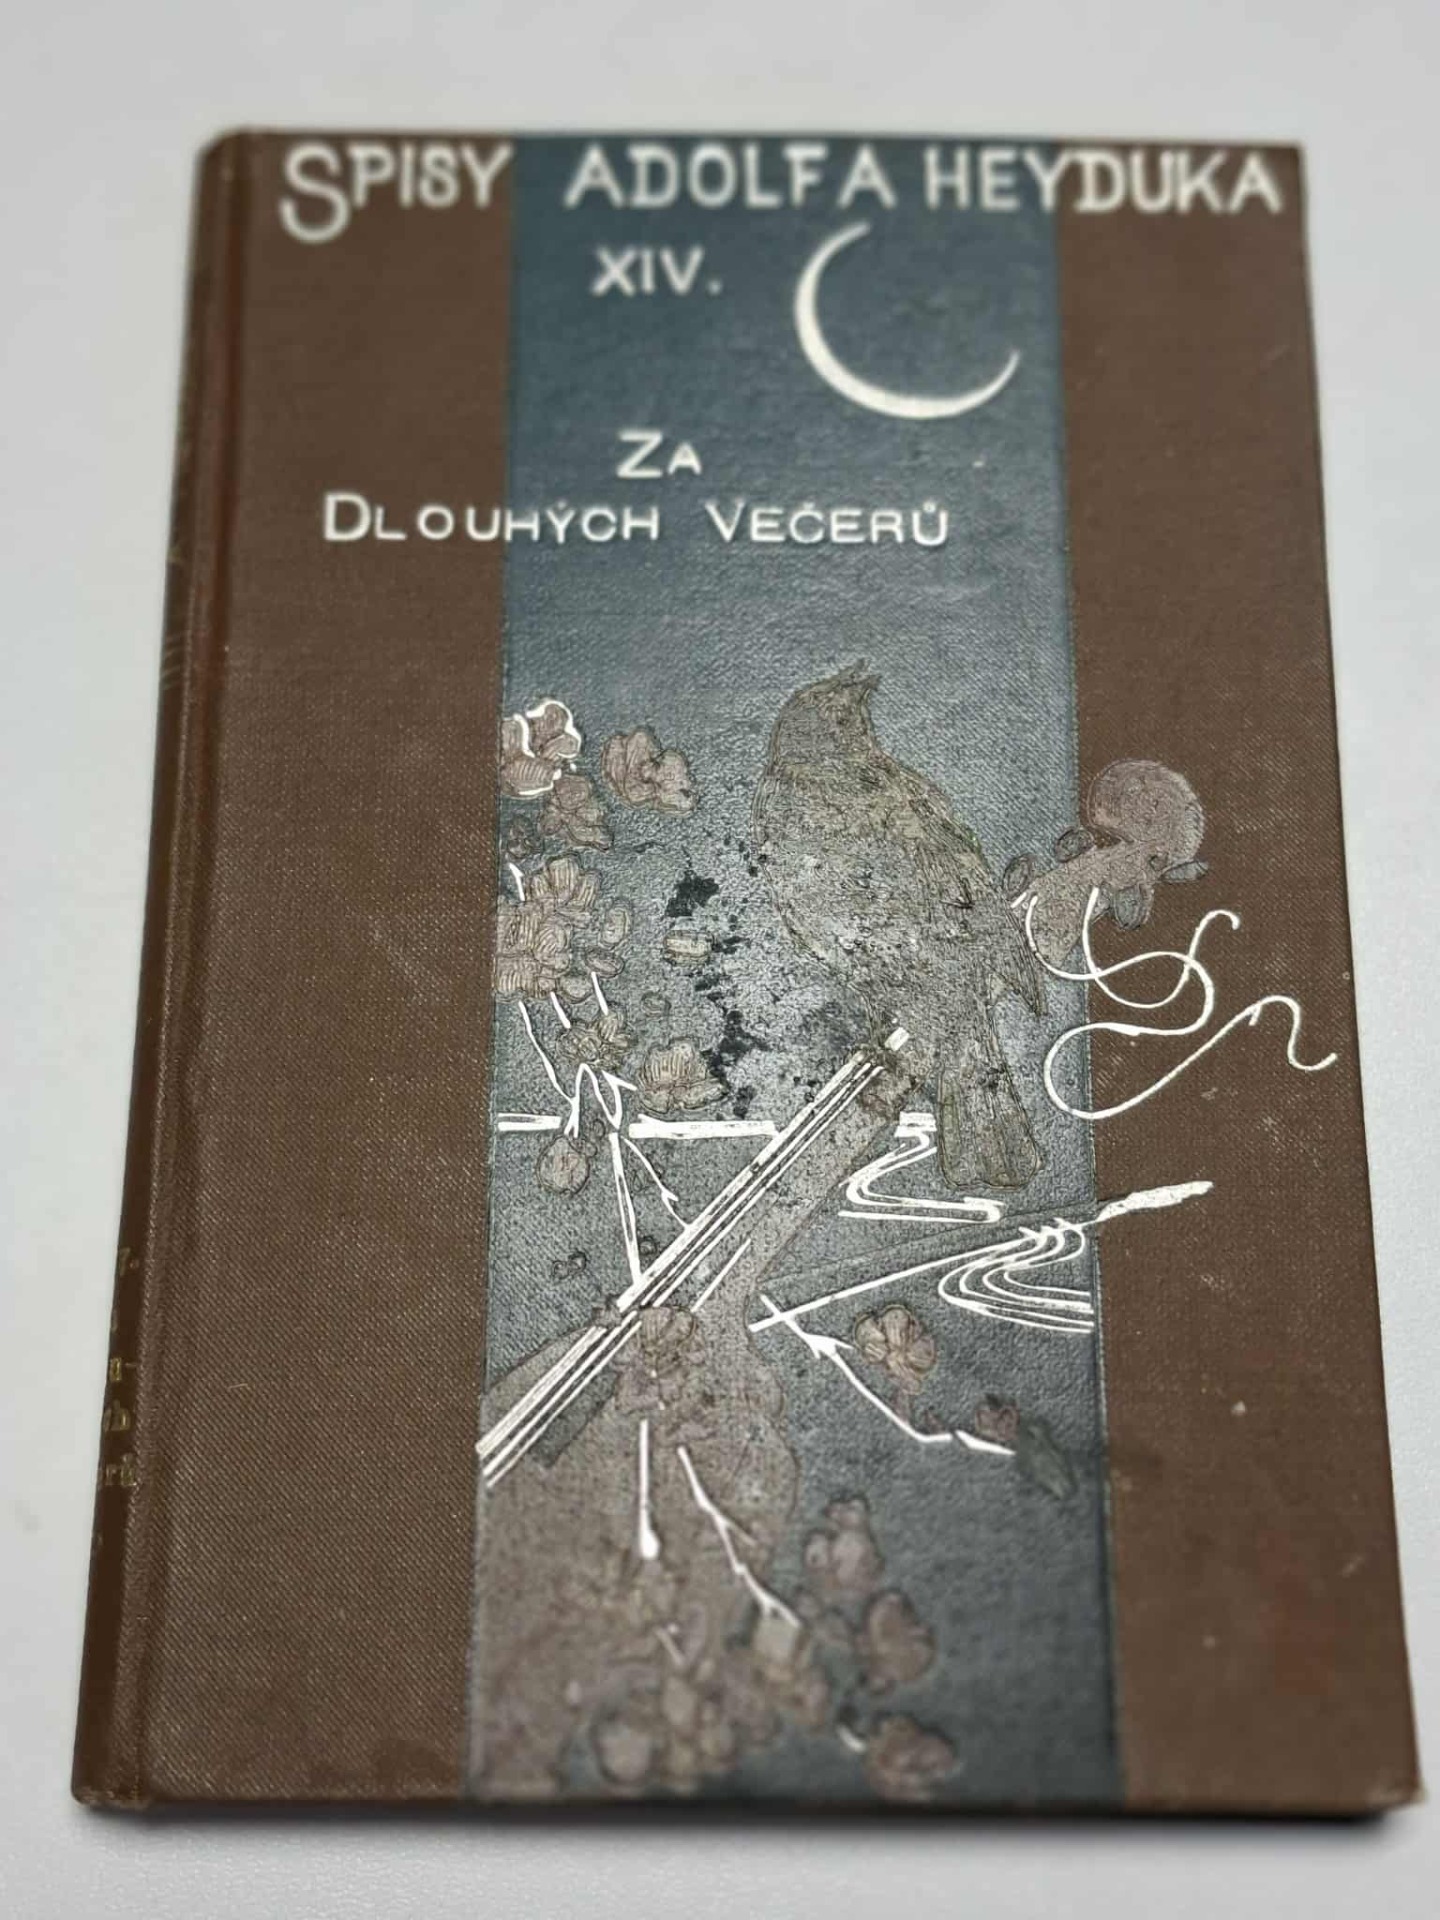 SPISY ADOLFA HEYDUKA
XIV.
ZA
DLOUHÝCH VEČERŮ